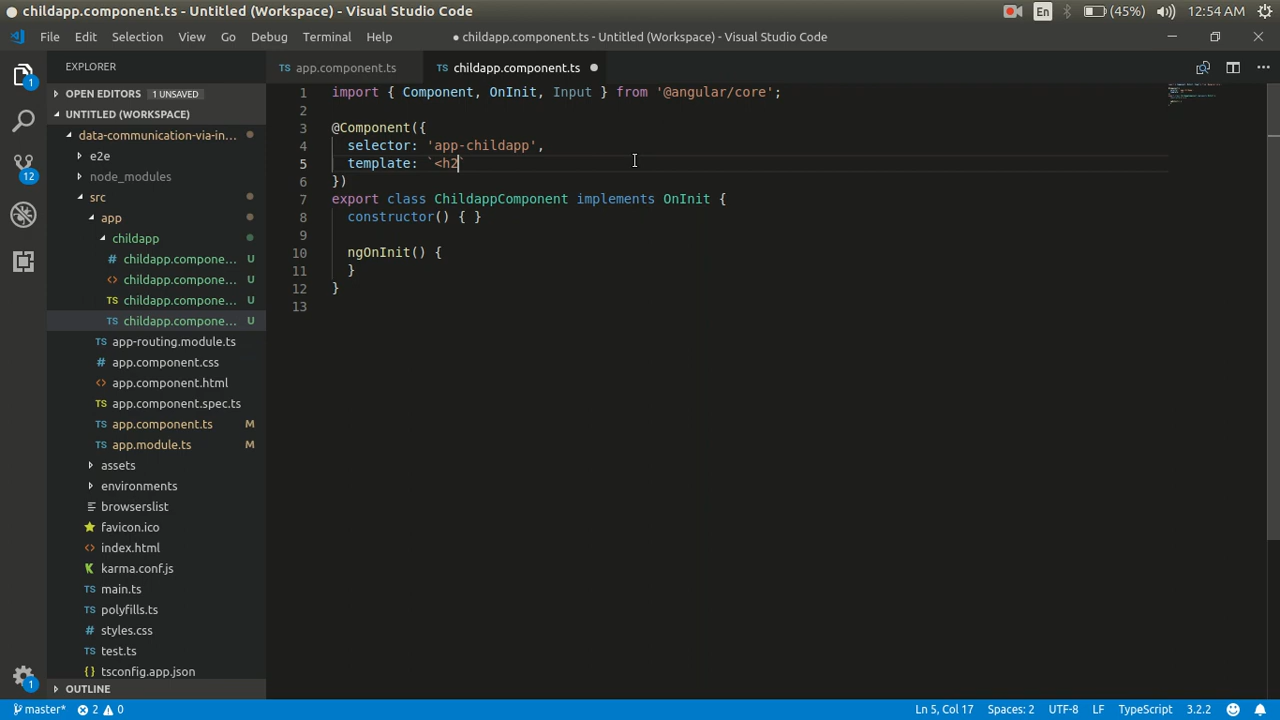 childapp.component.ts - Untitled (Workspace) - Visual Studio Code
En
(45%)
12:54 AM
File Edit Selection View Go Debug Terminal Help
● childapp.component.ts - Untitled (Workspace) - Visual Studio Code
EXPLORER
app.component.ts
childapp.component.ts
OPEN EDITORS 1 UNSAVED
UNTITLED (WORKSPACE)
data-communication-via-in...
e2e
node_modules
src
app
childapp
childapp.compone... U
childapp.compone... U
childapp.compone... U
childapp.compone... U
app-routing.module.ts
app.component.css
app.component.html
app.component.spec.ts
app.component.ts M
app.module.ts M
assets
environments
browserslist
favicon.ico
index.html
karma.conf.js
main.ts
polyfills.ts
styles.css
test.ts
tsconfig.app.json
OUTLINE
1
12
1
1 import { Component, OnInit, Input } from '@angular/core';
2
3 @Component({
4 selector: 'app-childapp',
5 template: `<h2`
6 })
7 export class ChildappComponent implements OnInit {
8 constructor() { }
9
10 ngOnInit() {
11 }
12 }
13
master* 2 0
Ln 5, Col 17 Spaces: 2 UTF-8 LF TypeScript 3.2.2